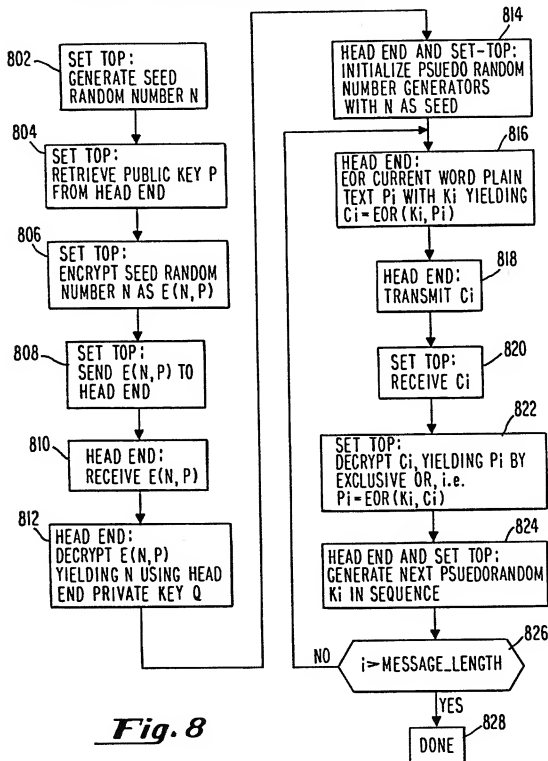 802
SET TOP:
GENERATE SEED
RANDOM NUMBER N
804
SET TOP:
RETRIEVE PUBLIC KEY P
FROM HEAD END
806
SET TOP:
ENCRYPT SEED RANDOM
NUMBER N AS E(N,P)
808
SET TOP:
SEND E(N,P) TO
HEAD END
810
HEAD END:
RECEIVE E(N,P)
812
HEAD END:
DECRYPT E(N,P)
YIELDING N USING HEAD
END PRIVATE KEY Q
814
HEAD END AND SET-TOP:
INITIALIZE PSUEDO RANDOM
NUMBER GENERATORS
WITH N AS SEED
816
HEAD END:
EOR CURRENT WORD PLAIN
TEXT Pi WITH Ki YIELDING
Ci=EOR(Ki,Pi)
818
HEAD END:
TRANSMIT Ci
820
SET TOP:
RECEIVE Ci
822
SET TOP:
DECRYPT Ci, YIELDING Pi BY
EXCLUSIVE OR, i.e.
Pi=EOR(Ki,Ci)
824
HEAD END AND SET TOP:
GENERATE NEXT PSUEDORANDOM
Ki IN SEQUENCE
826
NO
i>MESSAGE_LENGTH
YES
828
DONE
Fig. 8